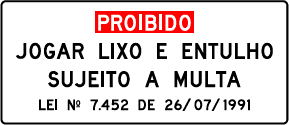 PROIBIDO
JOGAR LIXO E ENTULHO
SUJEITO A MULTA
LEI Nº 7.452 DE 26/07/1991